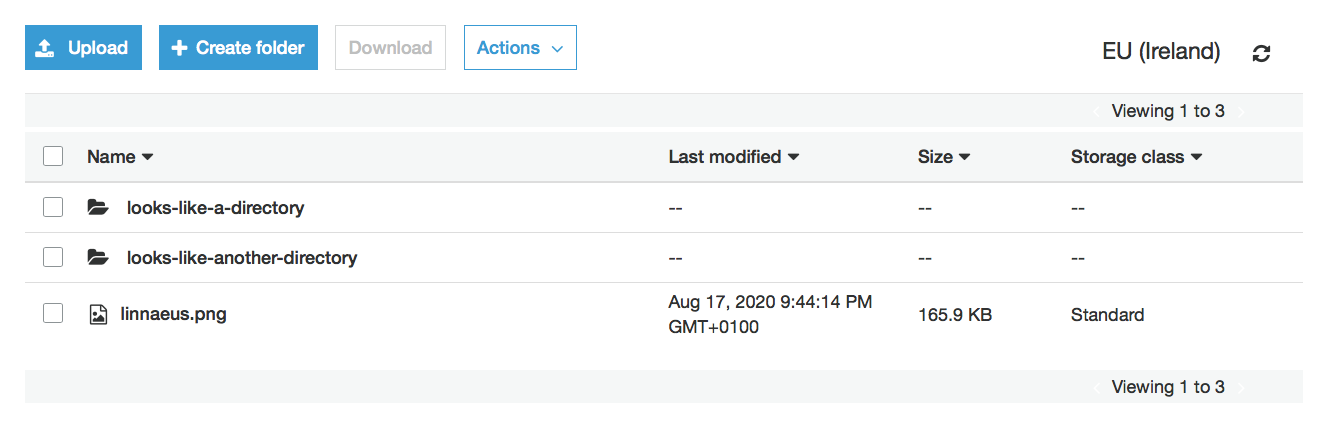 Upload Create folder Download Actions EU (Ireland)
Viewing 1 to 3
Name Last modified Size Storage class
looks-like-a-directory -- -- --
looks-like-another-directory -- -- --
linnaeus.png Aug 17, 2020 9:44:14 PM GMT+0100 165.9 KB Standard
Viewing 1 to 3